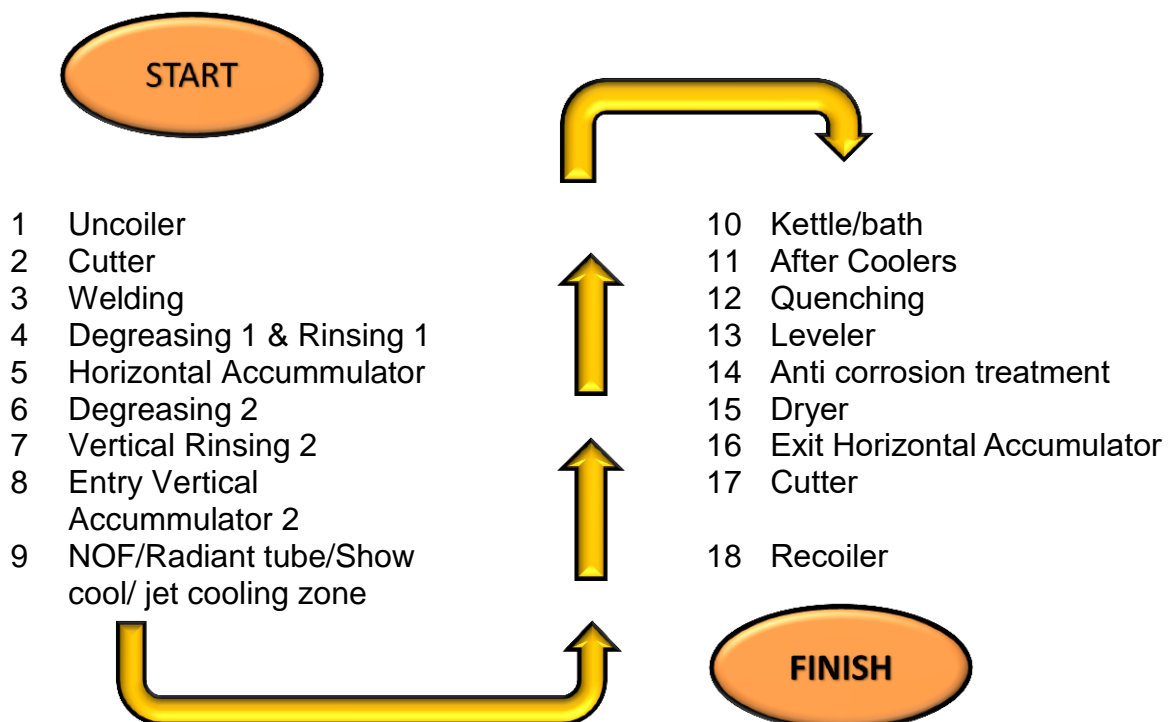 START
1 Uncoiler
2 Cutter
3 Welding
4 Degreasing 1 & Rinsing 1
5 Horizontal Accummulator
6 Degreasing 2
7 Vertical Rinsing 2
8 Entry Vertical
Accummulator 2
9 NOF/Radiant tube/Show
cool/ jet cooling zone
10 Kettle/bath
11 After Coolers
12 Quenching
13 Leveler
14 Anti corrosion treatment
15 Dryer
16 Exit Horizontal Accumulator
17 Cutter
18 Recoiler
FINISH